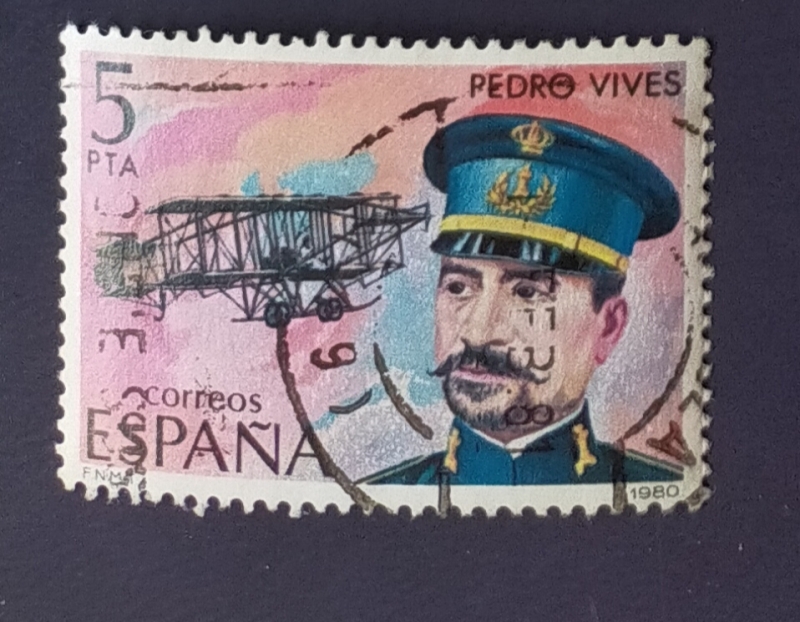 5
PTA
PEDRO VIVES
correos
ESPAÑA
F.N.M.T.
1980